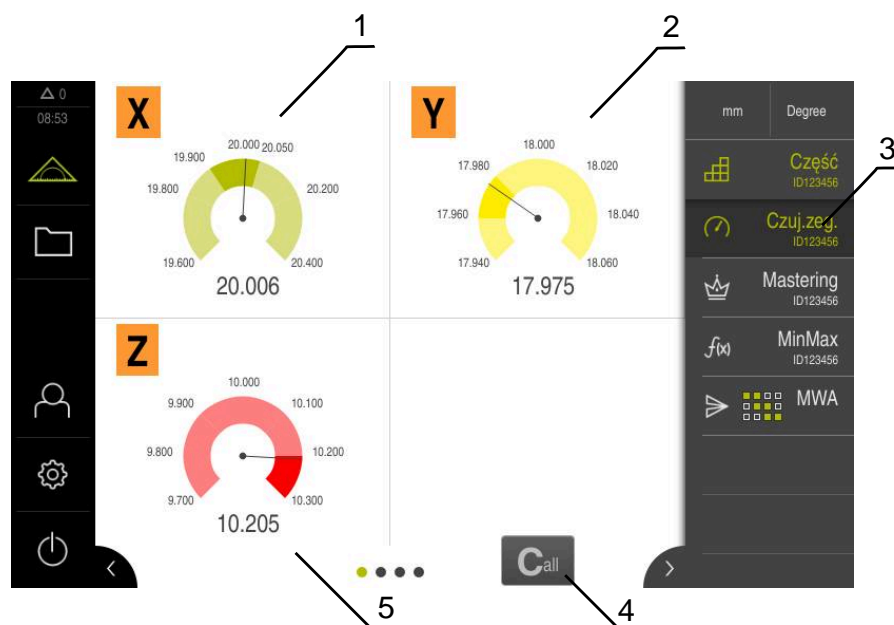 1
2
3
△ 0
08:53
X
20.000
20.050
19.900
19.800
20.200
19.600
20.400
20.006
Y
18.000
17.980
18.020
17.960
18.040
17.940
18.060
17.975
mm
Degree
Część
ID123456
Czuj.zeg.
ID123456
Mastering
ID123456
f(x)
MinMax
ID123456
MWA
Z
10.000
9.900
10.100
9.800
10.200
9.700
10.300
10.205
Call
5
4